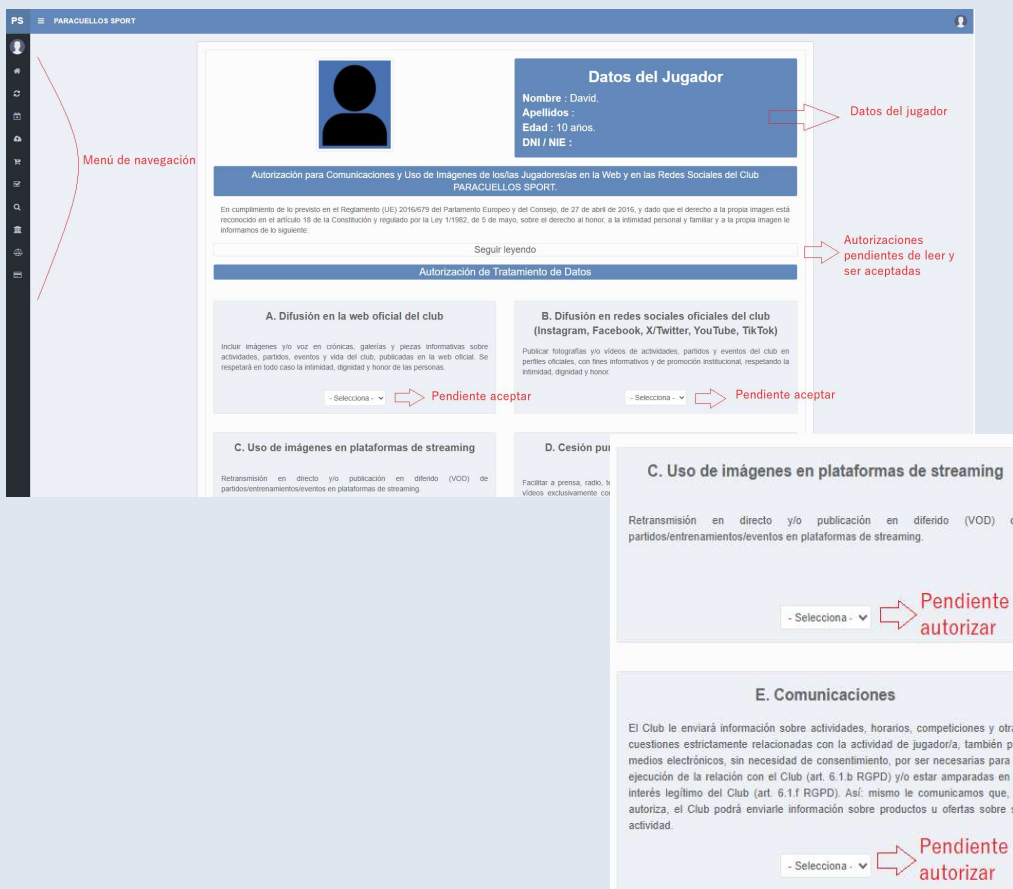 PS ≡ PARACUELLOS SPORT
Datos del Jugador
Nombre : David.
Apellidos :
Edad : 10 años.
DNI / NIE :
Datos del jugador
Menú de navegación
Autorización para Comunicaciones y Uso de Imágenes de los/las Jugadores/as en la Web y en las Redes Sociales del Club
PARACUELLOS SPORT.
En cumplimiento de lo previsto en el Reglamento (UE) 2016/679 del Parlamento Europeo y del Consejo, de 27 de abril de 2016, y dado que el derecho a la propia imagen está
reconocido en el artículo 18 de la Constitución y regulado por la Ley 1/1982, de 5 de mayo, sobre el derecho al honor, a la intimidad personal y familiar y a la propia imagen le
informamos de lo siguiente:
Seguir leyendo
Autorizaciones
pendientes de leer y
ser aceptadas
Autorización de Tratamiento de Datos
A. Difusión en la web oficial del club
Incluir imágenes y/o voz en crónicas, galerías y piezas informativas sobre
actividades, partidos, eventos y vida del club, publicadas en la web oficial. Se
respetará en todo caso la intimidad, dignidad y honor de las personas.
- Selecciona -
Pendiente aceptar
B. Difusión en redes sociales oficiales del club
(Instagram, Facebook, X/Twitter, YouTube, TikTok)
Publicar fotografías y/o vídeos de actividades, partidos y eventos del club en
perfiles oficiales, con fines informativos y de promoción institucional, respetando la
intimidad, dignidad y honor.
- Selecciona -
Pendiente aceptar
C. Uso de imágenes en plataformas de streaming
Retransmisión en directo y/o publicación en diferido (VOD) de
partidos/entrenamientos/eventos en plataformas de streaming.
D. Cesión pu
Facilitar a prensa, radio, te
vídeos exclusivamente co
C. Uso de imágenes en plataformas de streaming
Retransmisión en directo y/o publicación en diferido (VOD)
partidos/entrenamientos/eventos en plataformas de streaming.
- Selecciona -
Pendiente
autorizar
E. Comunicaciones
El Club le enviará información sobre actividades, horarios, competiciones y otra
cuestiones estrictamente relacionadas con la actividad de jugador/a, también p
medios electrónicos, sin necesidad de consentimiento, por ser necesarias para
ejecución de la relación con el Club (art. 6.1.b RGPD) y/o estar amparadas en
interés legítimo del Club (art. 6.1.f RGPD). Así: mismo le comunicamos que,
autoriza, el Club podrá enviarle información sobre productos u ofertas sobre s
actividad.
- Selecciona -
Pendiente
autorizar